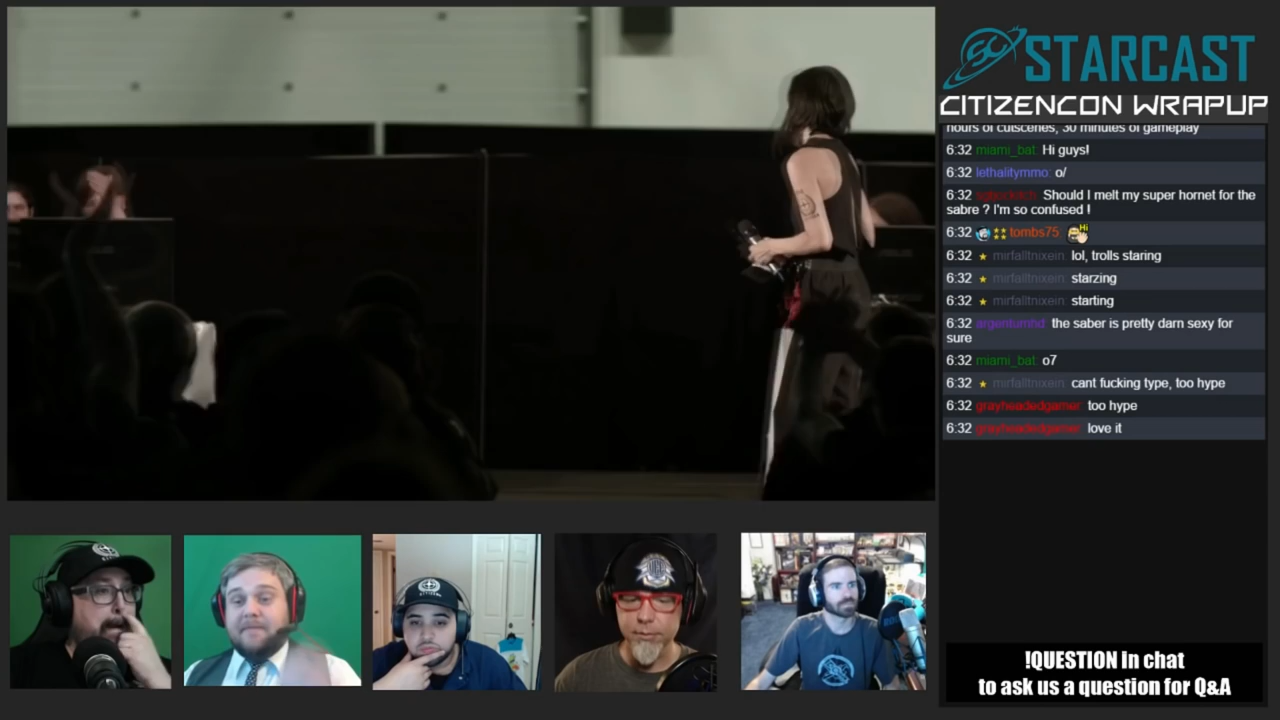 STARCAST
CITIZENCON WRAPUP
hours of cutscenes, 30 minutes of gameplay
6:32 miami_bat: Hi guys!
6:32 lethalitymmo: o/
6:32 Should I melt my super hornet for the
sabre ? I'm so confused !
6:32 tombs75: Hi
6:32 mirfalltnixein: lol, trolls staring
6:32 mirfalltnixein: starzing
6:32 mirfalltnixein: starting
6:32 argentumhd: the saber is pretty darn sexy for
sure
6:32 miami_bat: o7
6:32 mirfalltnixein: cant fucking type, too hype
6:32 grayheadedgamer: too hype
6:32 grayheadedgamer: love it
!QUESTION in chat
to ask us a question for Q&A